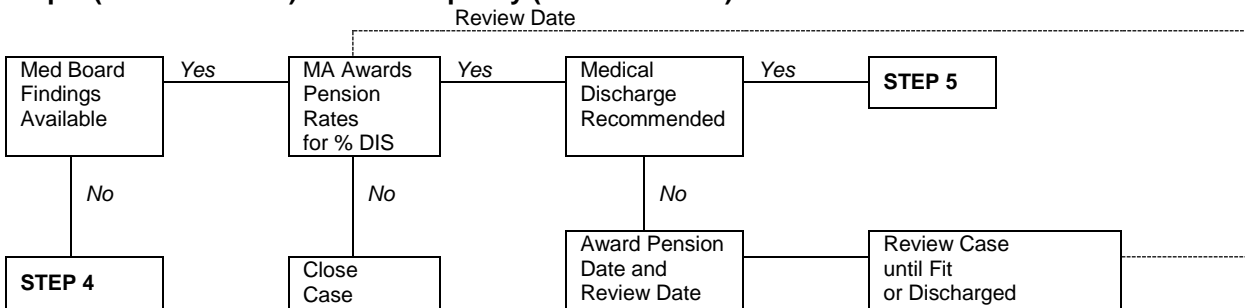 Review Date
Med Board
Findings
Available
Yes
MA Awards
Pension
Rates
for % DIS
Yes
Medical
Discharge
Recommended
Yes
STEP 5
No
No
No
STEP 4
Close
Case
Award Pension
Date and
Review Date
Review Case
until Fit
or Discharged